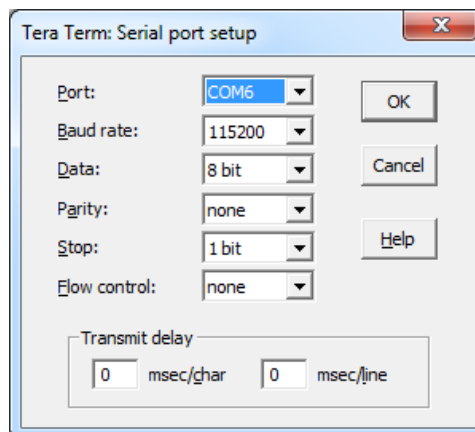 Tera Term: Serial port setup
Port: COM6
OK
Baud rate: 115200
Data: 8 bit
Cancel
Parity: none
Stop: 1 bit
Help
Flow control: none
Transmit delay
0 msec/char 0 msec/line